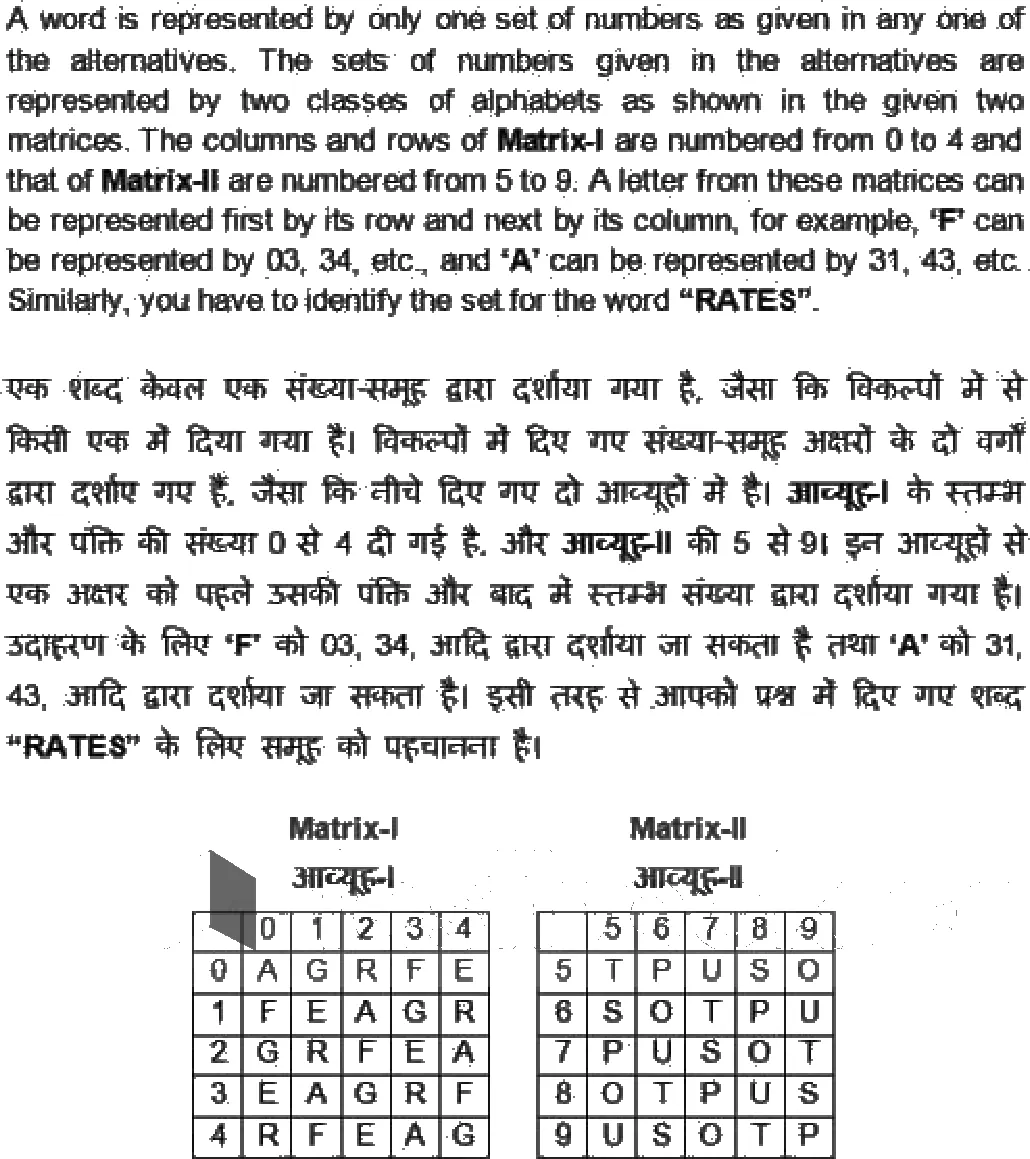 A word is represented by only one set of numbers as given in any one of
the alternatives. The sets of numbers given in the alternatives are
represented by two classes of alphabets as shown in the given two
matrices. The columns and rows of Matrix-I are numbered from 0 to 4 and
that of Matrix-II are numbered from 5 to 9. A letter from these matrices can
be represented first by its row and next by its column, for example, ‘F’ can
be represented by 03, 34, etc., and ‘A’ can be represented by 31, 43, etc.
Similarly, you have to identify the set for the word “RATES”.
एक शब्द केवल एक संख्या-समूह द्वारा दर्शाया गया है, जैसा कि विकल्पों में से
किसी एक में दिया गया है। विकल्पों में दिए गए संख्या-समूह अक्षरों के दो वर्गों
द्वारा दर्शाए गए हैं, जैसा कि नीचे दिए गए दो आव्यूहों में है। आव्यूह-I के स्तम्भ
और पंक्ति की संख्या 0 से 4 दी गई है, और आव्यूह-II की 5 से 9। इन आव्यूहों से
एक अक्षर को पहले उसकी पंक्ति और बाद में स्तम्भ संख्या द्वारा दर्शाया गया है।
उदाहरण के लिए ‘F’ को 03, 34, आदि द्वारा दर्शाया जा सकता है तथा ‘A’ को 31,
43, आदि द्वारा दर्शाया जा सकता है। इसी तरह से आपको प्रश्न में दिए गए शब्द
“RATES” के लिए समूह को पहचानना है।
Matrix-I
आव्यूह-I
0 1 2 3 4
0 A G R F E
1 F E A G R
2 G R F E A
3 E A G R F
4 R F E A G
Matrix-II
आव्यूह-II
5 6 7 8 9
5 T P U S O
6 S O T P U
7 P U S O T
8 O T P U S
9 U S O T P